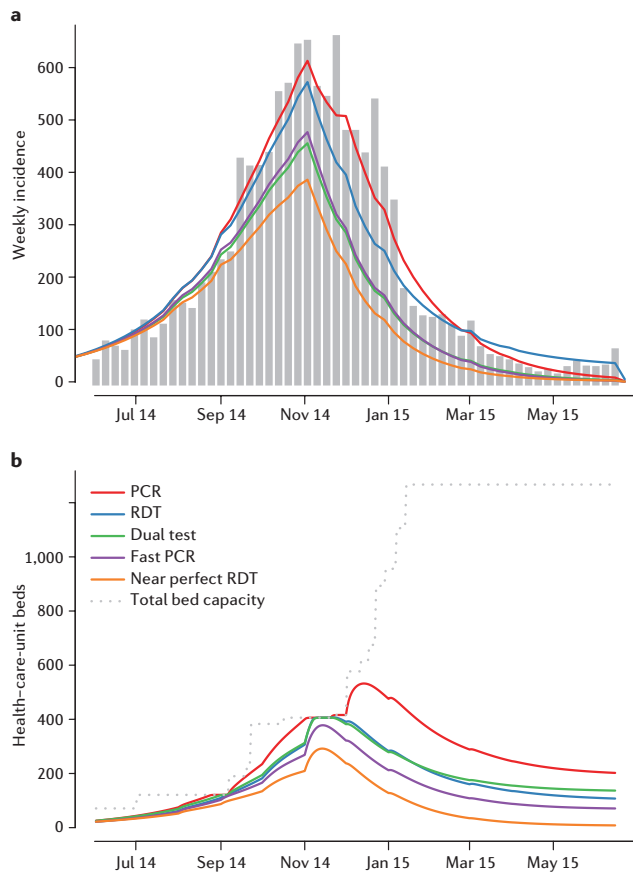 a
Weekly incidence
600
500
400
300
200
100
0
Jul 14 Sep 14 Nov 14 Jan 15 Mar 15 May 15
b
Health-care-unit beds
1,000
800
600
400
200
0
PCR
RDT
Dual test
Fast PCR
Near perfect RDT
Total bed capacity
Jul 14 Sep 14 Nov 14 Jan 15 Mar 15 May 15